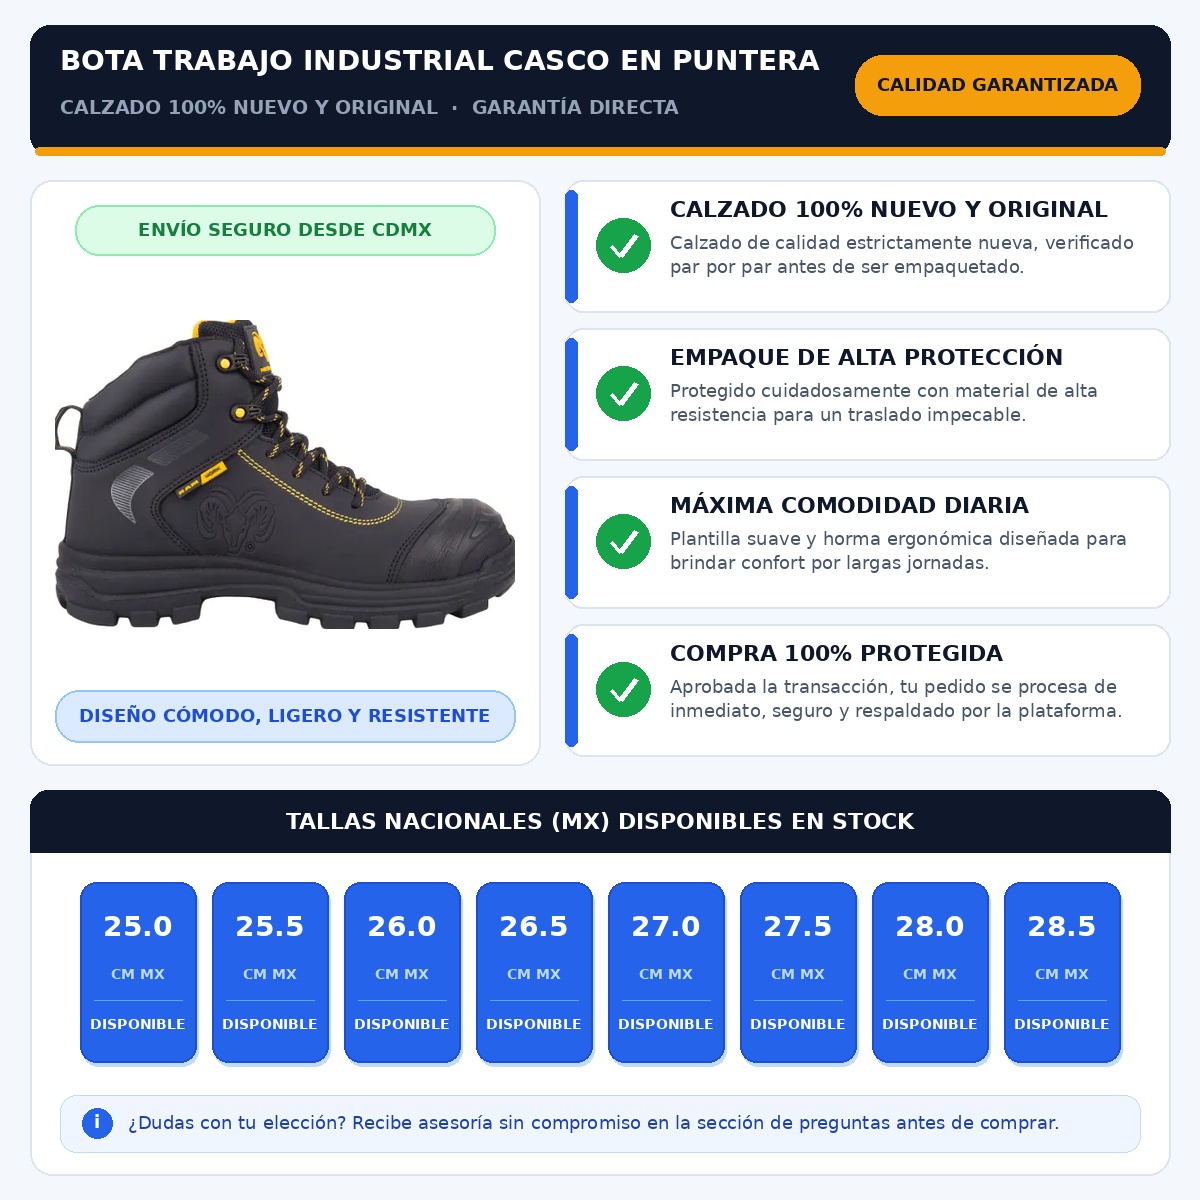 BOTA TRABAJO INDUSTRIAL CASCO EN PUNTERA
CALZADO 100% NUEVO Y ORIGINAL · GARANTÍA DIRECTA
CALIDAD GARANTIZADA
ENVÍO SEGURO DESDE CDMX
RAM WORK
DISEÑO CÓMODO, LIGERO Y RESISTENTE
CALZADO 100% NUEVO Y ORIGINAL
Calzado de calidad estrictamente nueva, verificado
par por par antes de ser empaquetado.
EMPAQUE DE ALTA PROTECCIÓN
Protegido cuidadosamente con material de alta
resistencia para un traslado impecable.
MÁXIMA COMODIDAD DIARIA
Plantilla suave y horma ergonómica diseñada para
brindar confort por largas jornadas.
COMPRA 100% PROTEGIDA
Aprobada la transacción, tu pedido se procesa de
inmediato, seguro y respaldado por la plataforma.
TALLAS NACIONALES (MX) DISPONIBLES EN STOCK
25.0 25.5 26.0 26.5 27.0 27.5 28.0 28.5
CM MX CM MX CM MX CM MX CM MX CM MX CM MX CM MX
DISPONIBLE DISPONIBLE DISPONIBLE DISPONIBLE DISPONIBLE DISPONIBLE DISPONIBLE DISPONIBLE
i ¿Dudas con tu elección? Recibe asesoría sin compromiso en la sección de preguntas antes de comprar.